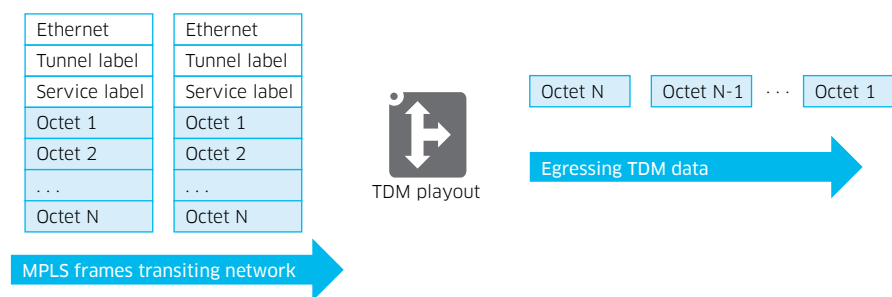 Ethernet
Tunnel label
Service label
Octet 1
Octet 2
. . .
Octet N
Ethernet
Tunnel label
Service label
Octet 1
Octet 2
. . .
Octet N
MPLS frames transiting network
TDM playout
Octet N Octet N-1 . . . Octet 1
Egressing TDM data